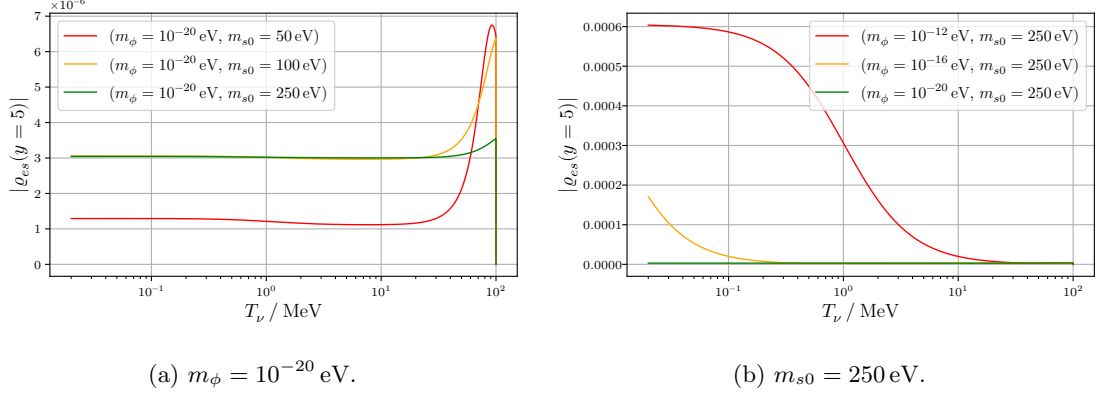 ×10⁻⁶
7
6
5
4
3
2
1
0
|ϱ_es(y = 5)|
(m_ϕ = 10⁻²⁰ eV, m_s0 = 50 eV)
(m_ϕ = 10⁻²⁰ eV, m_s0 = 100 eV)
(m_ϕ = 10⁻²⁰ eV, m_s0 = 250 eV)
10⁻¹ 10⁰ 10¹ 10²
T_ν / MeV
(a) m_ϕ = 10⁻²⁰ eV.
0.0006
0.0005
0.0004
0.0003
0.0002
0.0001
0.0000
|ϱ_es(y = 5)|
(m_ϕ = 10⁻¹² eV, m_s0 = 250 eV)
(m_ϕ = 10⁻¹⁶ eV, m_s0 = 250 eV)
(m_ϕ = 10⁻²⁰ eV, m_s0 = 250 eV)
10⁻¹ 10⁰ 10¹ 10²
T_ν / MeV
(b) m_s0 = 250 eV.